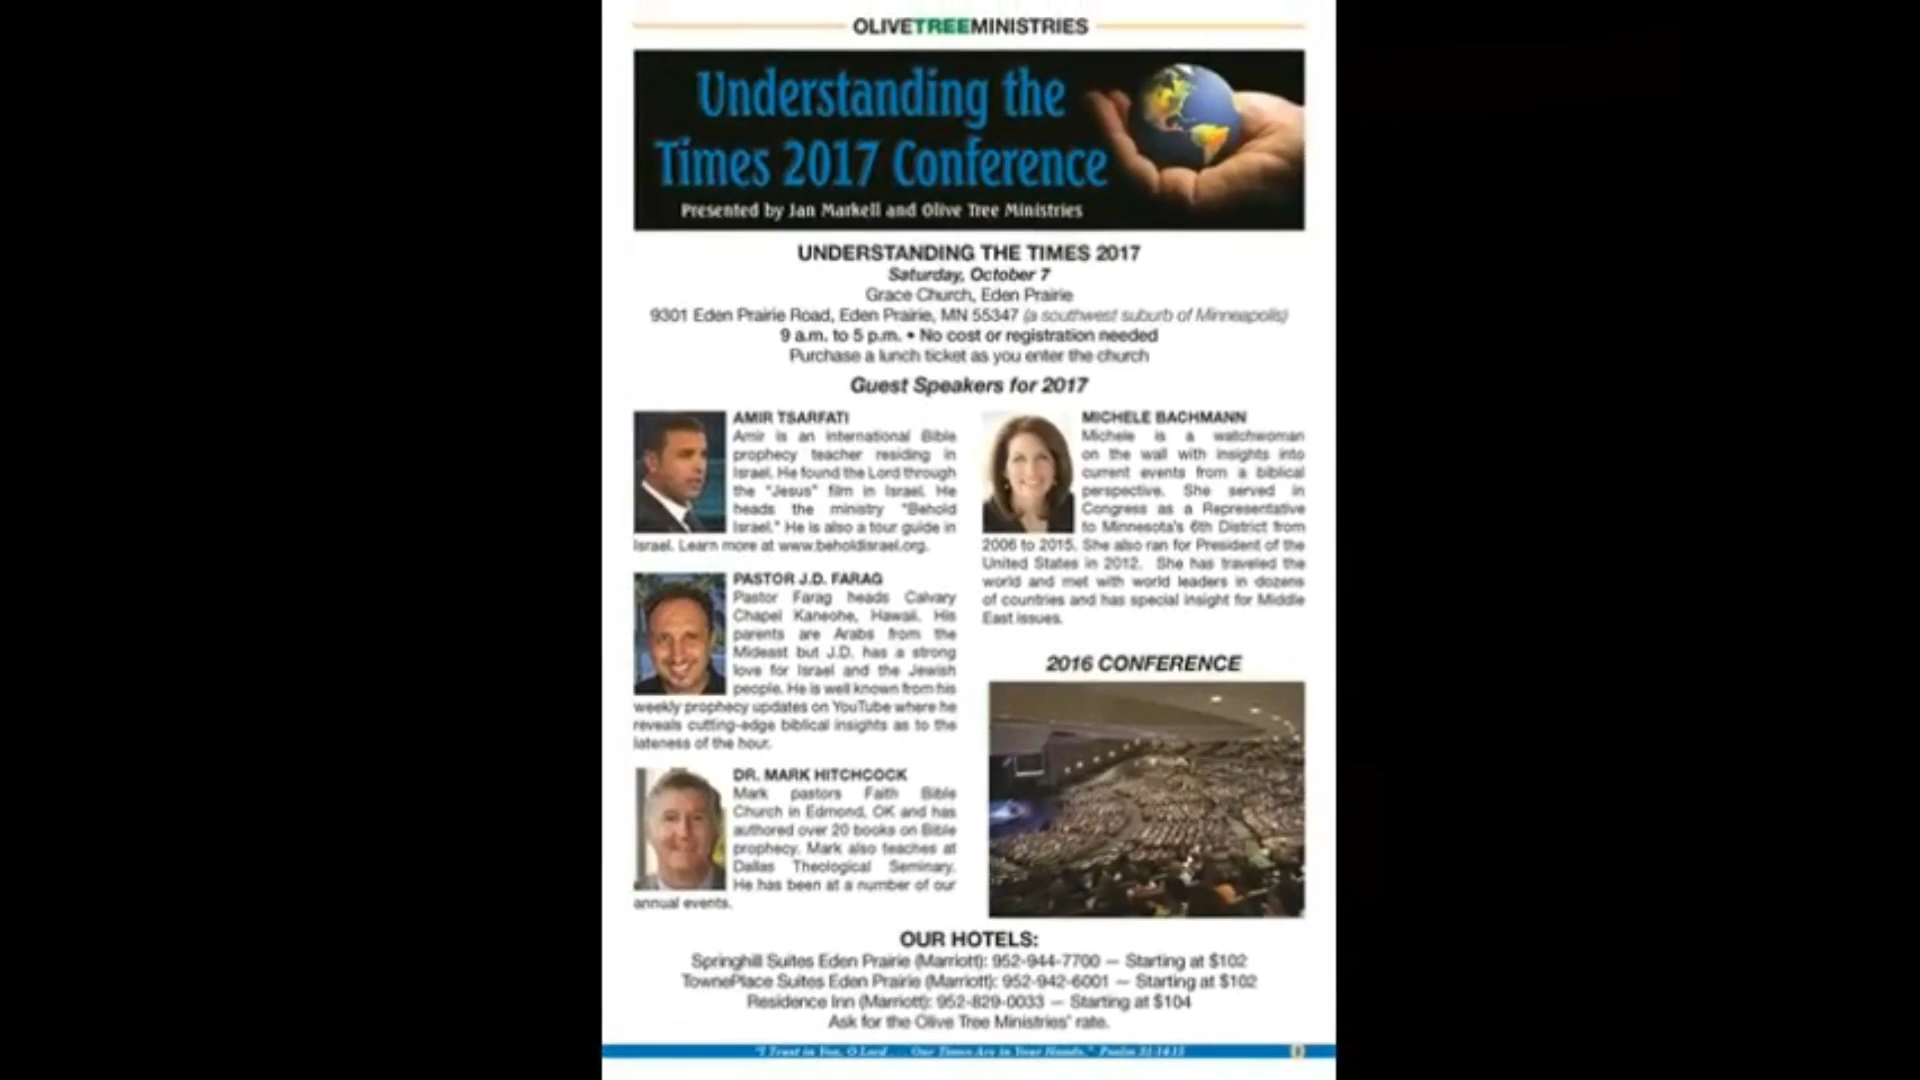 OLIVETREEMINISTRIES
Understanding the
Times 2017 Conference
Presented by Jan Markell and Olive Tree Ministries
UNDERSTANDING THE TIMES 2017
Saturday, October 7
Grace Church, Eden Prairie
9301 Eden Prairie Road, Eden Prairie, MN 55347 (a southwest suburb of Minneapolis)
9 a.m. to 5 p.m. • No cost or registration needed
Purchase a lunch ticket as you enter the church
Guest Speakers for 2017
AMIR TSARFATI
Amir is an international Bible
prophecy teacher residing in
Israel. He found the Lord through
the "Jesus" film in Israel. He
heads the ministry "Behold
Israel." He is also a tour guide in
Israel. Learn more at www.beholdisrael.org.
PASTOR J.D. FARAG
Pastor Farag heads Calvary
Chapel Kaneohe, Hawaii. His
parents are Arabs from the
Mideast but J.D. has a strong
love for Israel and the Jewish
people. He is well known from his
weekly prophecy updates on YouTube where he
reveals cutting-edge biblical insights as to the
lateness of the hour.
DR. MARK HITCHCOCK
Mark pastors Faith Bible
Church in Edmond, OK and has
authored over 20 books on Bible
prophecy. Mark also teaches at
Dallas Theological Seminary.
He has been at a number of our
annual events.
MICHELE BACHMANN
Michele is a watchwoman
on the wall with insights into
current events from a biblical
perspective. She served in
Congress as a Representative
to Minnesota's 6th District from
2006 to 2015. She also ran for President of the
United States in 2012. She has traveled the
world and met with world leaders in dozens
of countries and has special insight for Middle
East issues.
2016 CONFERENCE
OUR HOTELS:
Springhill Suites Eden Prairie (Marriott): 952-944-7700 — Starting at $102
TownePlace Suites Eden Prairie (Marriott): 952-942-6001 — Starting at $102
Residence Inn (Marriott): 952-829-0033 — Starting at $104
Ask for the Olive Tree Ministries' rate.
"I Trust in You, O Lord . . . Our Times Are in Your Hands." Psalm 31:14-15